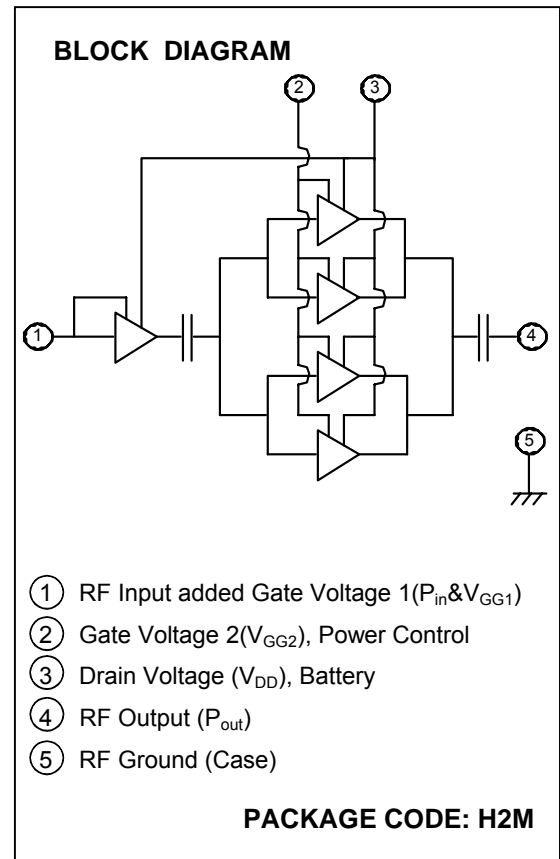 BLOCK DIAGRAM
2 3
1
4
5
1 RF Input added Gate Voltage 1(Pin&VGG1)
2 Gate Voltage 2(VGG2), Power Control
3 Drain Voltage (VDD), Battery
4 RF Output (Pout)
5 RF Ground (Case)
PACKAGE CODE: H2M